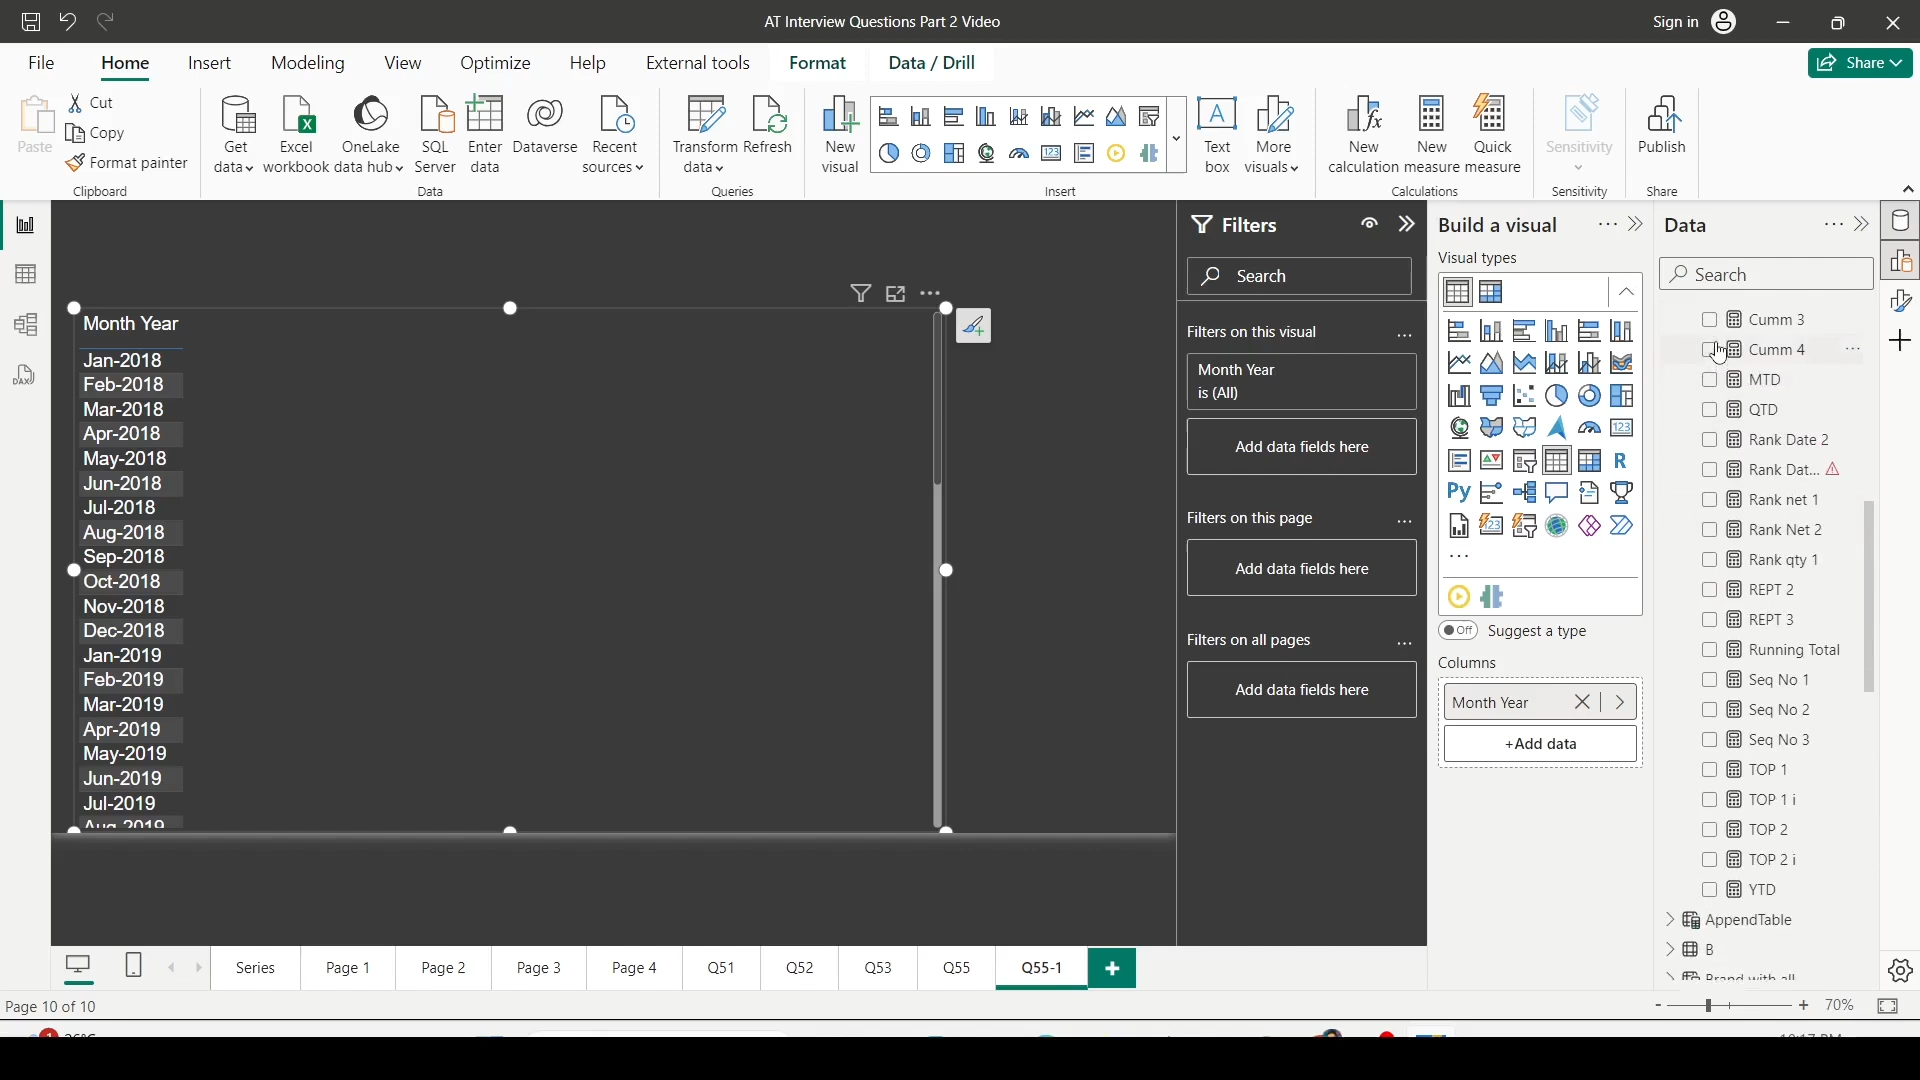 AT Interview Questions Part 2 Video
Sign in
File
Home
Insert
Modeling
View
Optimize
Help
External tools
Format
Data / Drill
Share
Paste
Cut
Copy
Format painter
Clipboard
Get data
Excel workbook
OneLake data hub
SQL Server
Enter data
Dataverse
Recent sources
Data
Transform data
Refresh
Queries
New visual
Text box
More visuals
Insert
New calculation
New measure
Quick measure
Calculations
Sensitivity
Sensitivity
Publish
Share
Month Year
Jan-2018
Feb-2018
Mar-2018
Apr-2018
May-2018
Jun-2018
Jul-2018
Aug-2018
Sep-2018
Oct-2018
Nov-2018
Dec-2018
Jan-2019
Feb-2019
Mar-2019
Apr-2019
May-2019
Jun-2019
Jul-2019
Aug-2019
Filters
Search
Filters on this visual
Month Year
is (All)
Add data fields here
Filters on this page
Add data fields here
Filters on all pages
Add data fields here
Build a visual
Visual types
R
Py
123
Off
Suggest a type
Columns
Month Year
+Add data
Data
Search
Cumm 3
Cumm 4
MTD
QTD
Rank Date 2
Rank Dat...
Rank net 1
Rank Net 2
Rank qty 1
REPT 2
REPT 3
Running Total
Seq No 1
Seq No 2
Seq No 3
TOP 1
TOP 1 i
TOP 2
TOP 2 i
YTD
AppendTable
B
Brand with all
Series
Page 1
Page 2
Page 3
Page 4
Q51
Q52
Q53
Q55
Q55-1
Page 10 of 10
70%